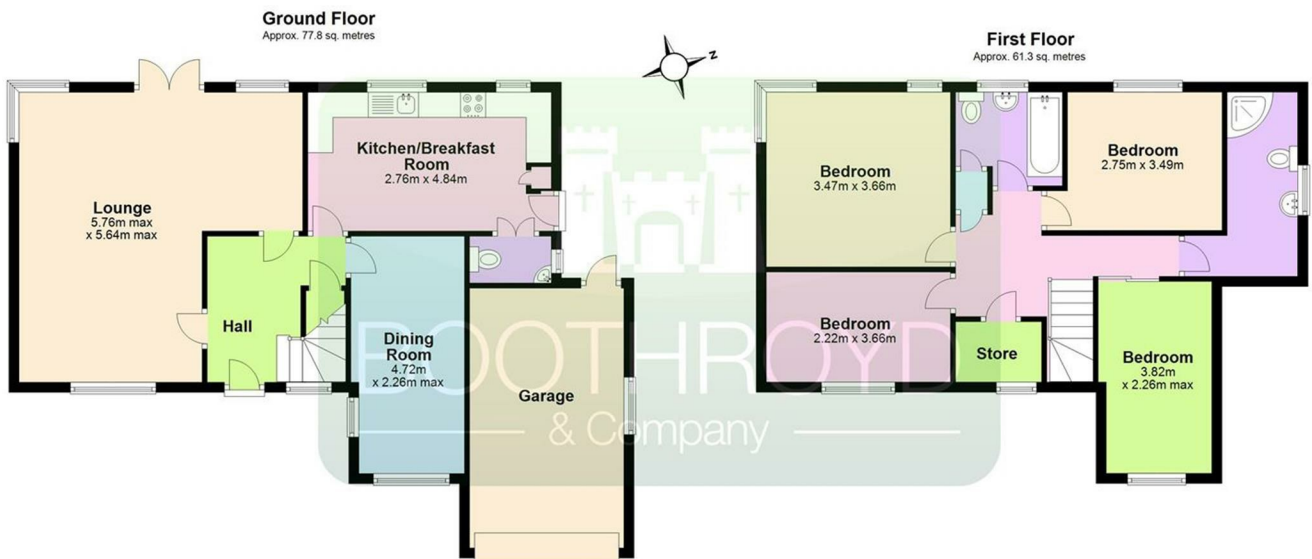 Ground Floor
Approx. 77.8 sq. metres
First Floor
Approx. 61.3 sq. metres
Z
Kitchen/Breakfast
Room
2.76m x 4.84m
Lounge
5.76m max
x 5.64m max
Hall
Dining
Room
4.72m
x 2.26m max
Garage
Bedroom
3.47m x 3.66m
Bedroom
2.75m x 3.49m
Bedroom
2.22m x 3.66m
Store
Bedroom
3.82m
x 2.26m max
BOOTHROYD
& Company